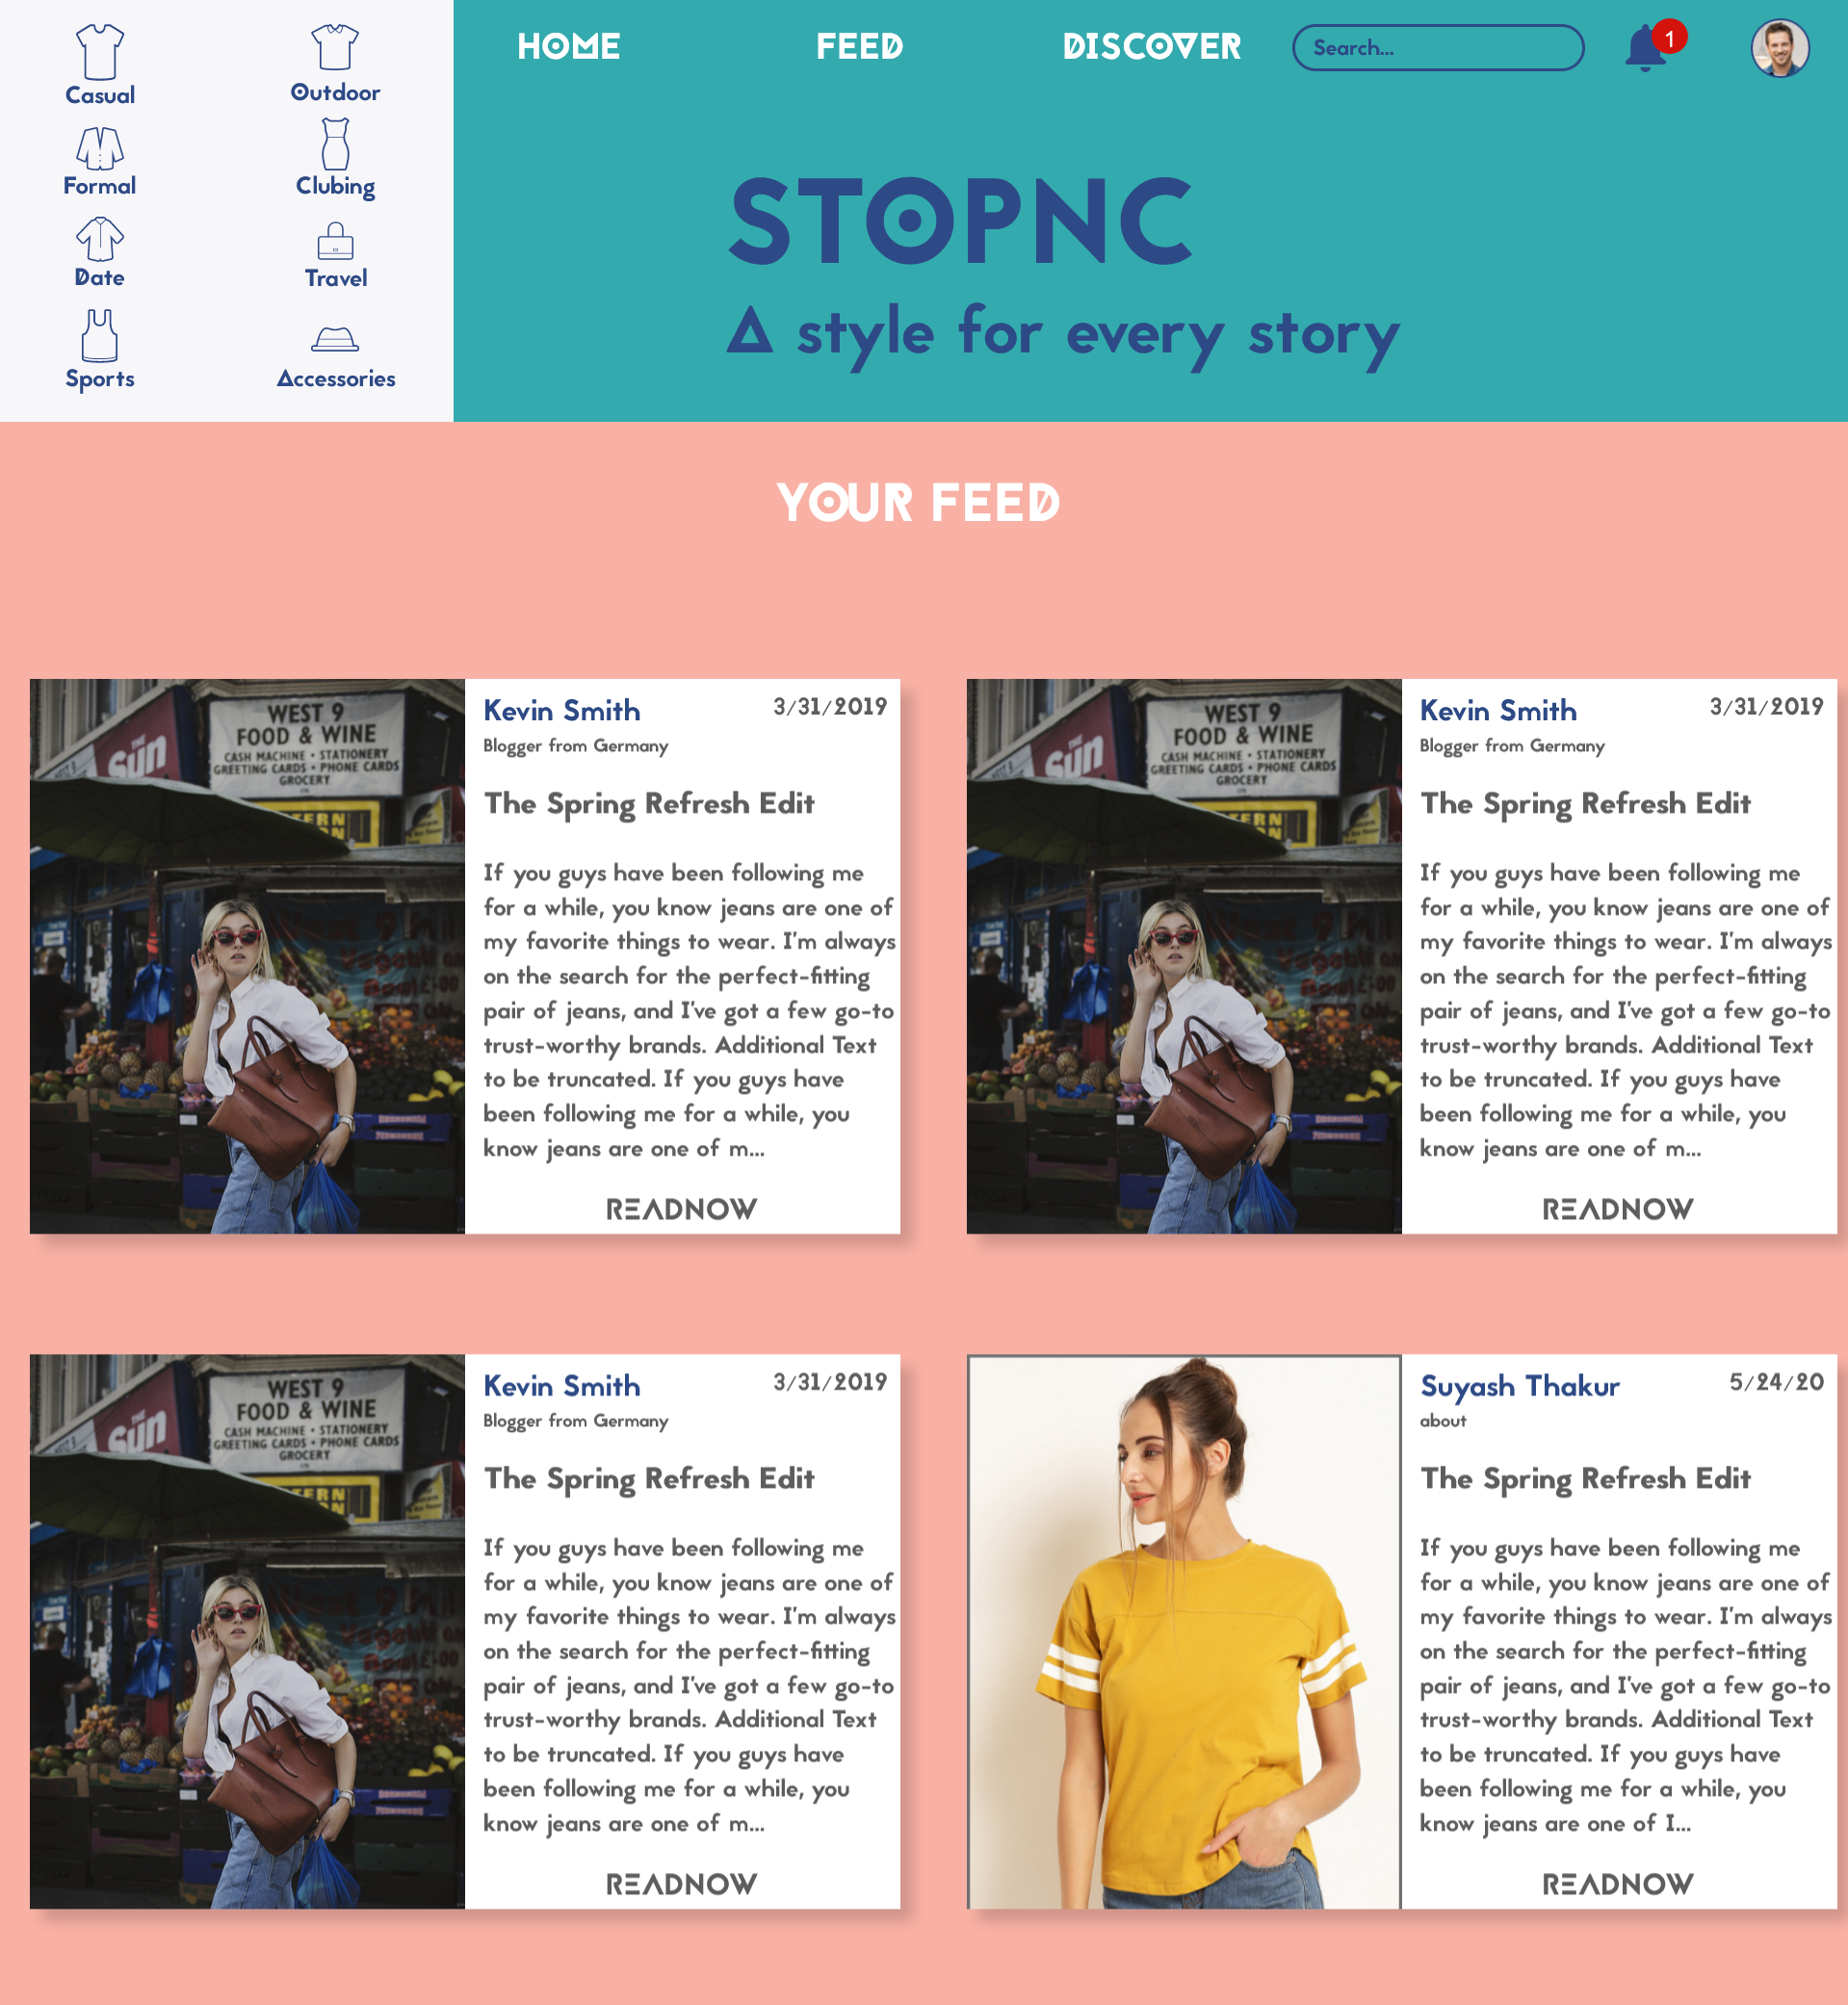 Casual
Outdoor
Formal
Clubing
Date
Travel
Sports
Accessories
HOME
FEED
DISCOVER
Search...
1
STOPNC
A style for every story
YOUR FEED
WEST 9
FOOD & WINE
CASH MACHINE • STATIONERY
GREETING CARDS • PHONE CARDS
GROCERY
THE
Sun
Kevin Smith
3/31/2019
Blogger from Germany
The Spring Refresh Edit
If you guys have been following me
for a while, you know jeans are one of
my favorite things to wear. I'm always
on the search for the perfect-fitting
pair of jeans, and I've got a few go-to
trust-worthy brands. Additional Text
to be truncated. If you guys have
been following me for a while, you
know jeans are one of m...
READNOW
WEST 9
FOOD & WINE
CASH MACHINE • STATIONERY
GREETING CARDS • PHONE CARDS
GROCERY
THE
Sun
Kevin Smith
3/31/2019
Blogger from Germany
The Spring Refresh Edit
If you guys have been following me
for a while, you know jeans are one of
my favorite things to wear. I'm always
on the search for the perfect-fitting
pair of jeans, and I've got a few go-to
trust-worthy brands. Additional Text
to be truncated. If you guys have
been following me for a while, you
know jeans are one of m...
READNOW
WEST 9
FOOD & WINE
CASH MACHINE • STATIONERY
GREETING CARDS • PHONE CARDS
GROCERY
THE
Sun
Kevin Smith
3/31/2019
Blogger from Germany
The Spring Refresh Edit
If you guys have been following me
for a while, you know jeans are one of
my favorite things to wear. I'm always
on the search for the perfect-fitting
pair of jeans, and I've got a few go-to
trust-worthy brands. Additional Text
to be truncated. If you guys have
been following me for a while, you
know jeans are one of m...
READNOW
Suyash Thakur
5/24/20
about
The Spring Refresh Edit
If you guys have been following me
for a while, you know jeans are one of
my favorite things to wear. I'm always
on the search for the perfect-fitting
pair of jeans, and I've got a few go-to
trust-worthy brands. Additional Text
to be truncated. If you guys have
been following me for a while, you
know jeans are one of I...
READNOW